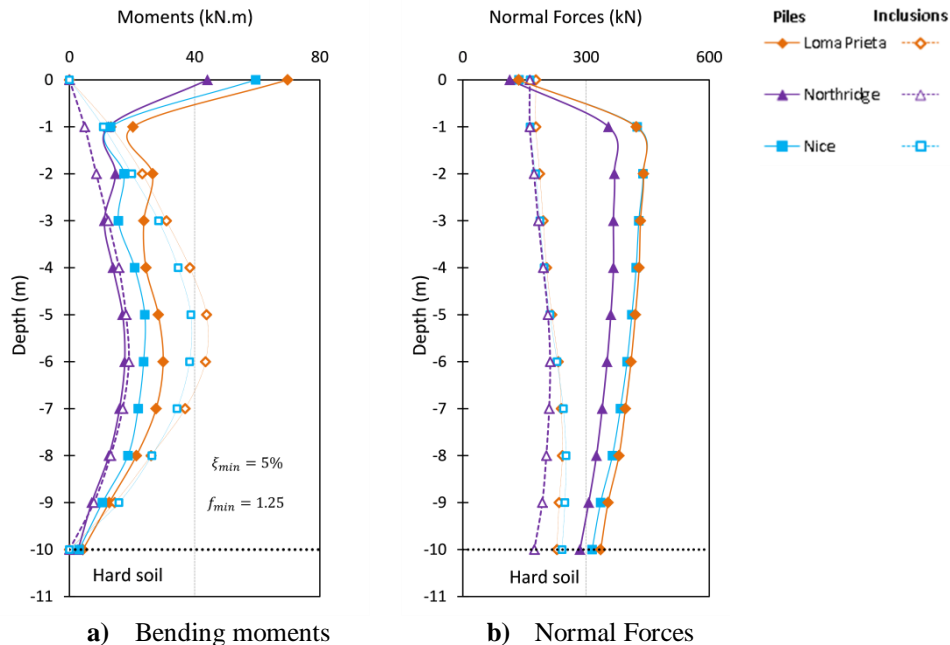 Moments (kN.m)
0 40 80
0
-1
-2
-3
-4
-5
-6
-7
-8
-9
-10
-11
Depth (m)
ξmin = 5%
fmin = 1.25
Hard soil
a) Bending moments
Normal Forces (kN)
0 300 600
0
-1
-2
-3
-4
-5
-6
-7
-8
-9
-10
-11
Depth (m)
Hard soil
b) Normal Forces
Piles Inclusions
Loma Prieta
Northridge
Nice